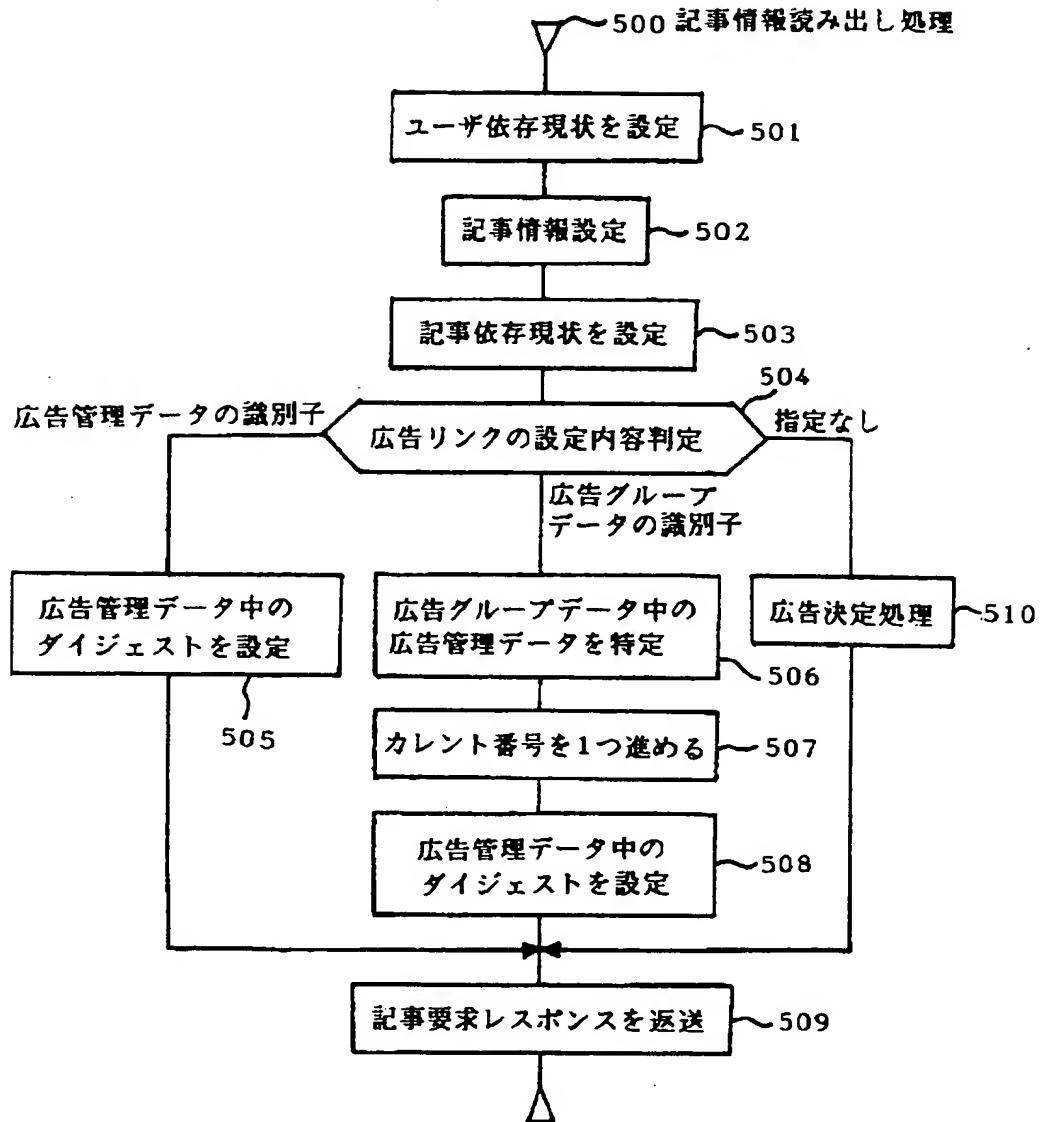 500 記事情報読み出し処理
ユーザ依存現状を設定
501
記事情報設定
502
記事依存現状を設定
503
504
広告管理データの識別子
広告リンクの設定内容判定
指定なし
広告グループ
データの識別子
広告管理データ中の
ダイジェストを設定
505
広告グループデータ中の
広告管理データを特定
506
広告決定処理
510
カレント番号を1つ進める
507
広告管理データ中の
ダイジェストを設定
508
記事要求レスポンスを返送
509